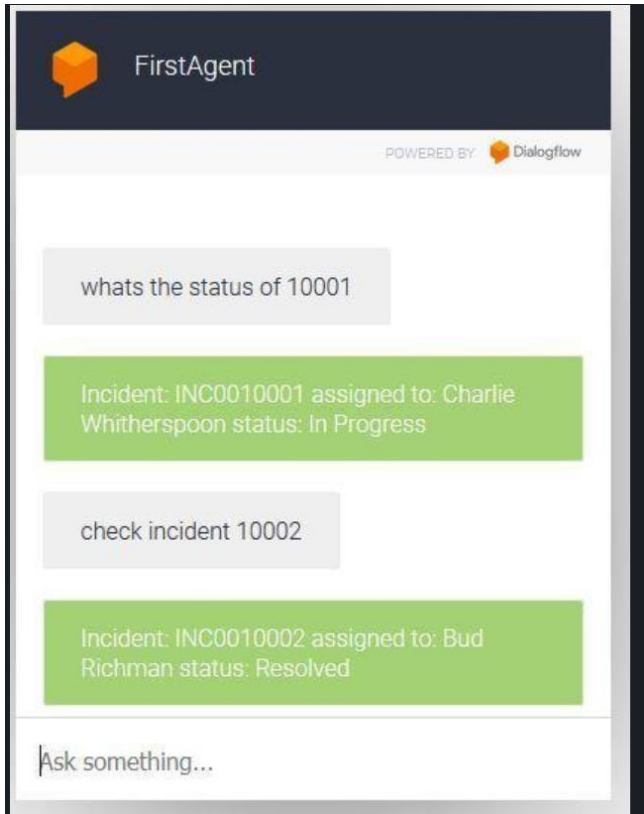 FirstAgent
POWERED BY Dialogflow
whats the status of 10001
Incident: INC0010001 assigned to: Charlie
Whitherspoon status: In Progress
check incident 10002
Incident: INC0010002 assigned to: Bud
Richman status: Resolved
Ask something...